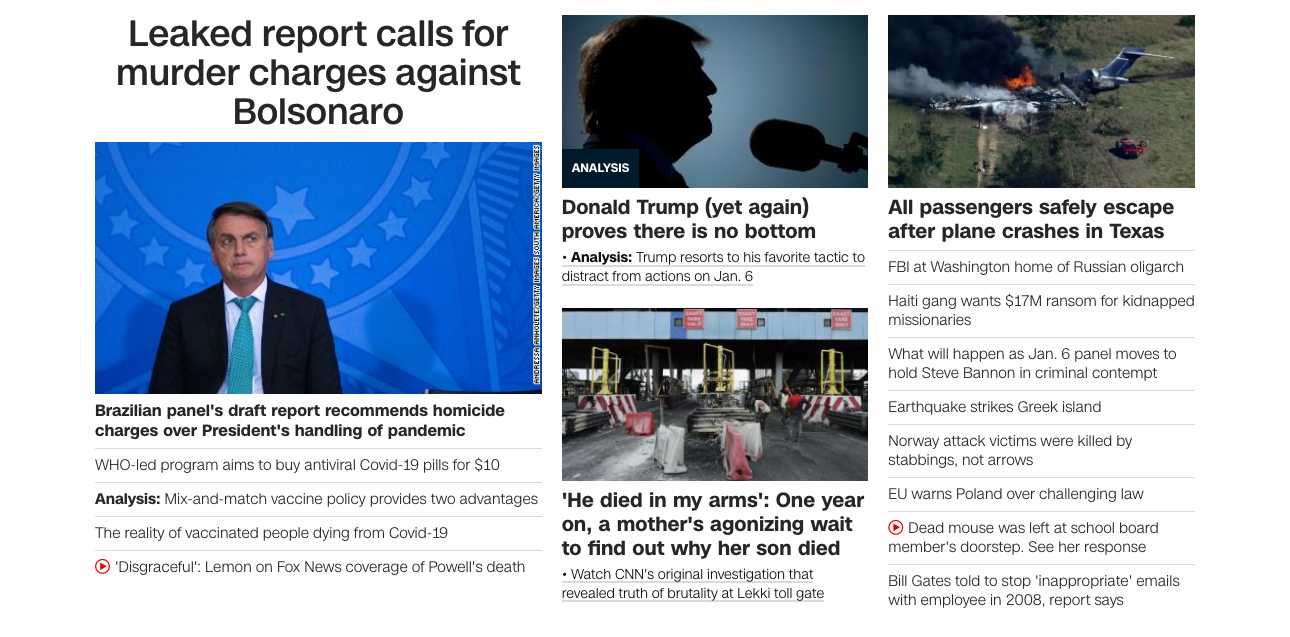 Leaked report calls for
murder charges against
Bolsonaro
ANDRESSA ANHOLETE/GETTY IMAGES SOUTH AMERICA/GETTY IMAGES
Brazilian panel's draft report recommends homicide
charges over President's handling of pandemic
WHO-led program aims to buy antiviral Covid-19 pills for $10
Analysis: Mix-and-match vaccine policy provides two advantages
The reality of vaccinated people dying from Covid-19
'Disgraceful': Lemon on Fox News coverage of Powell's death
ANALYSIS
Donald Trump (yet again)
proves there is no bottom
• Analysis: Trump resorts to his favorite tactic to
distract from actions on Jan. 6
'He died in my arms': One year
on, a mother's agonizing wait
to find out why her son died
• Watch CNN's original investigation that
revealed truth of brutality at Lekki toll gate
All passengers safely escape
after plane crashes in Texas
FBI at Washington home of Russian oligarch
Haiti gang wants $17M ransom for kidnapped
missionaries
What will happen as Jan. 6 panel moves to
hold Steve Bannon in criminal contempt
Earthquake strikes Greek island
Norway attack victims were killed by
stabbings, not arrows
EU warns Poland over challenging law
Dead mouse was left at school board
member's doorstep. See her response
Bill Gates told to stop 'inappropriate' emails
with employee in 2008, report says